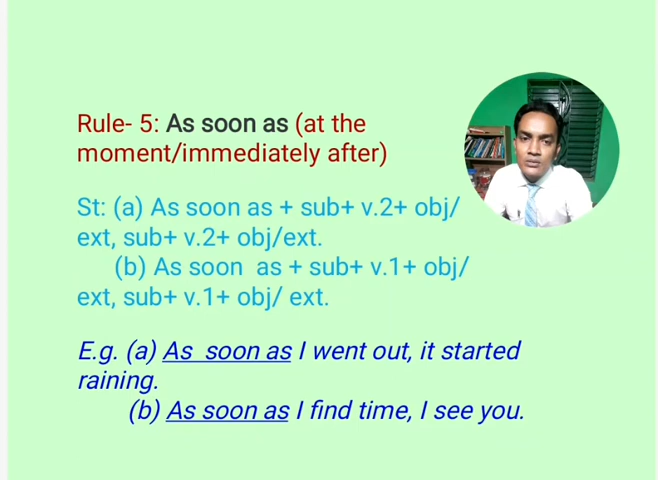 Rule- 5: As soon as (at the
moment/immediately after)
St: (a) As soon as + sub+ v.2+ obj/
ext, sub+ v.2+ obj/ext.
(b) As soon as + sub+ v.1+ obj/
ext, sub+ v.1+ obj/ ext.
E.g. (a) As soon as I went out, it started
raining.
(b) As soon as I find time, I see you.